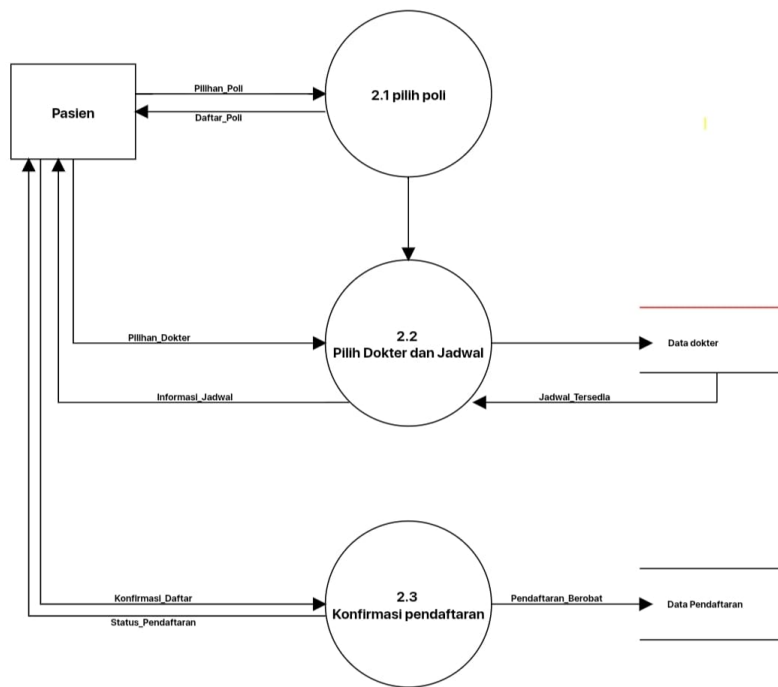 Pilihan_Poli
2.1 pilih poli
Pasien
Daftar_Poli
2.2
Pilihan_Dokter
Pilih Dokter dan Jadwal
Data dokter
Informasi_Jadwal
Jadwal_Tersedia
2.3
Konfirmasi_Daftar
Pendaftaran_Berobat
Konfirmasi pendaftaran
Data Pendaftaran
Status_Pendaftaran